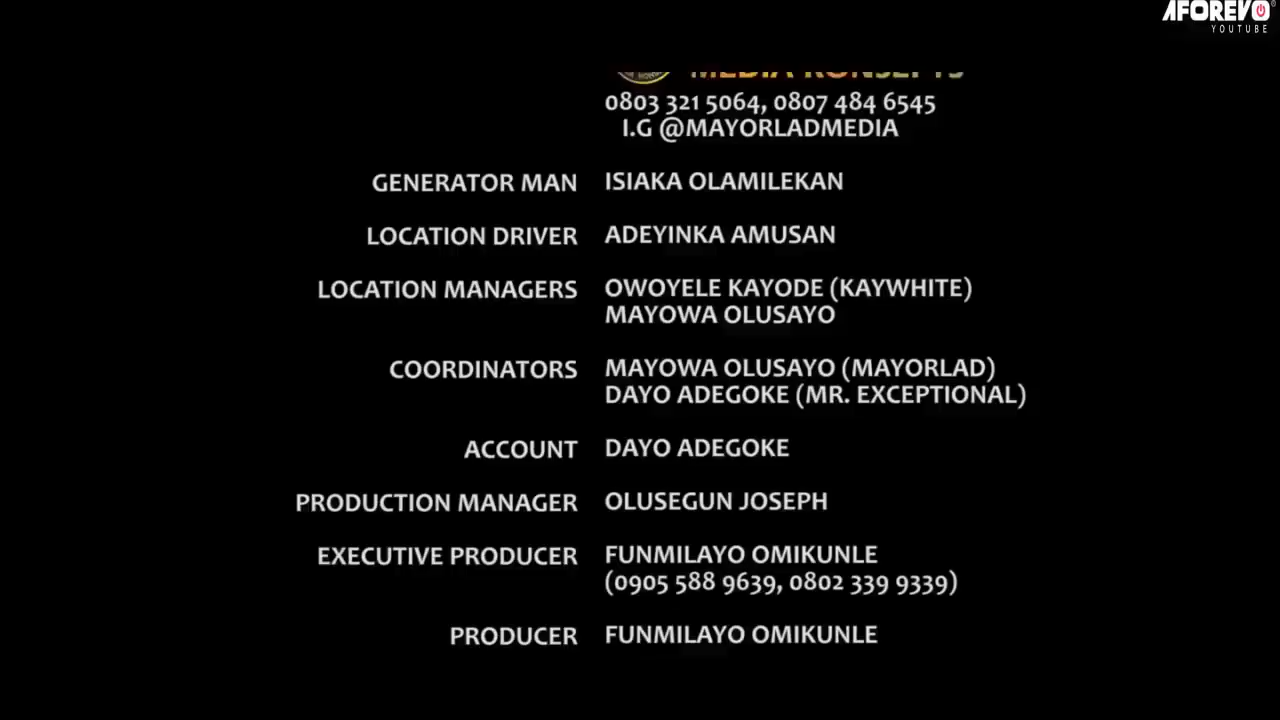 AFOREVO
YOUTUBE
MEDIA KONSEPTS
0803 321 5064, 0807 484 6545
I.G @MAYORLADMEDIA
GENERATOR MAN ISIAKA OLAMILEKAN
LOCATION DRIVER ADEYINKA AMUSAN
LOCATION MANAGERS OWOYELE KAYODE (KAYWHITE)
MAYOWA OLUSAYO
COORDINATORS MAYOWA OLUSAYO (MAYORLAD)
DAYO ADEGOKE (MR. EXCEPTIONAL)
ACCOUNT DAYO ADEGOKE
PRODUCTION MANAGER OLUSEGUN JOSEPH
EXECUTIVE PRODUCER FUNMILAYO OMIKUNLE
(0905 588 9639, 0802 339 9339)
PRODUCER FUNMILAYO OMIKUNLE